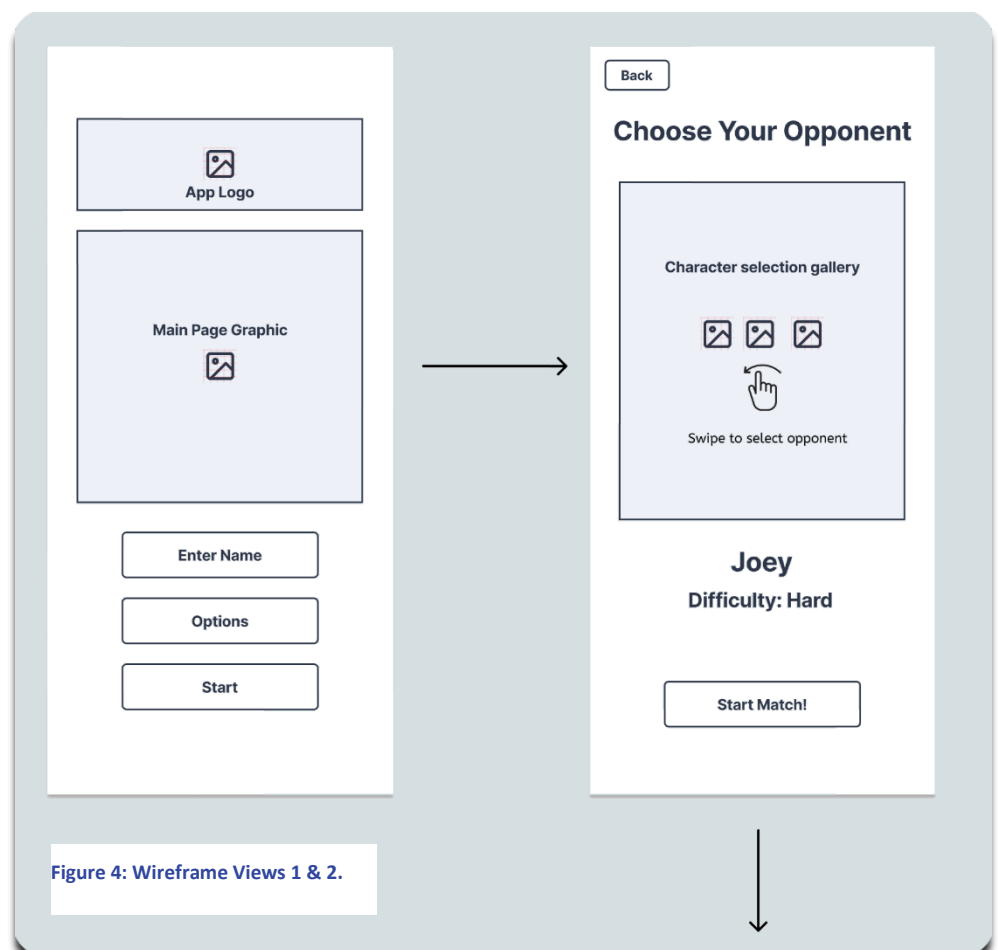 App Logo
Main Page Graphic
Enter Name
Options
Start
Back
Choose Your Opponent
Character selection gallery
Swipe to select opponent
Joey
Difficulty: Hard
Start Match!
Figure 4: Wireframe Views 1 & 2.